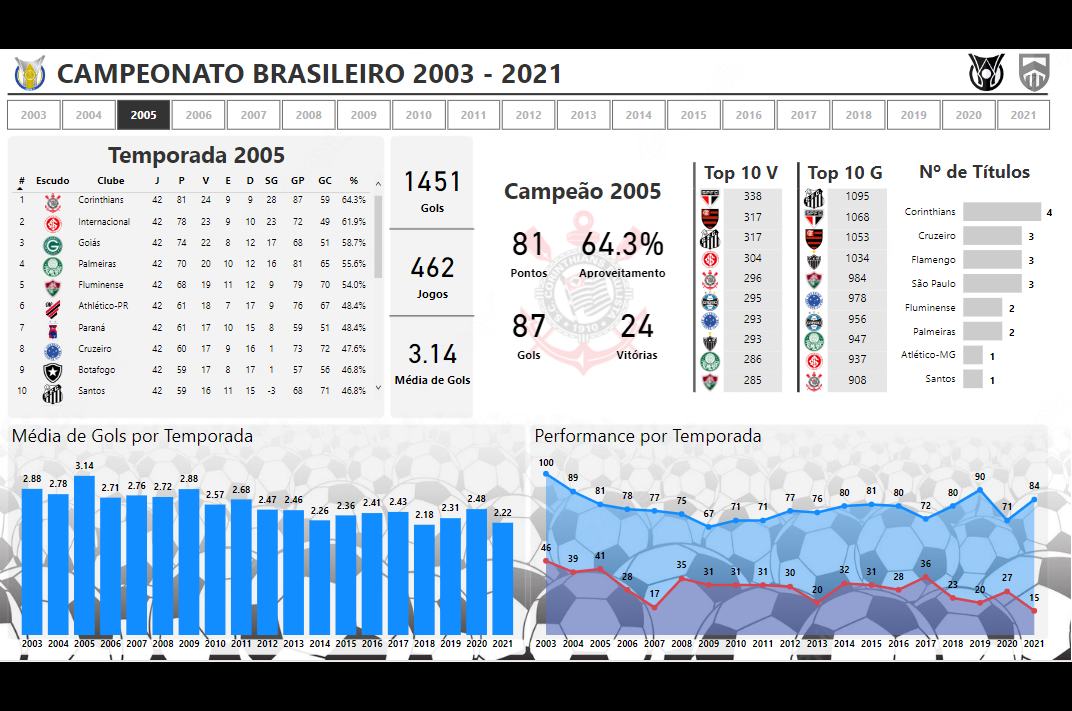 CAMPEONATO BRASILEIRO 2003 - 2021
2003 2004 2005 2006 2007 2008 2009 2010 2011 2012 2013 2014 2015 2016 2017 2018 2019 2020 2021
Temporada 2005
# Escudo Clube J P V E D SG GP GC %
1 Corinthians 42 81 24 9 9 28 87 59 64.3%
2 Internacional 42 78 23 9 10 23 72 49 61.9%
3 Goiás 42 74 22 8 12 17 68 51 58.7%
4 Palmeiras 42 70 20 10 12 16 81 65 55.6%
5 Fluminense 42 68 19 11 12 9 79 70 54.0%
6 Athlético-PR 42 61 18 7 17 9 76 67 48.4%
7 Paraná 42 61 17 10 15 8 59 51 48.4%
8 Cruzeiro 42 60 17 9 16 1 73 72 47.6%
9 Botafogo 42 59 17 8 17 1 57 56 46.8%
10 Santos 42 59 16 11 15 -3 68 71 46.8%
1451
Gols
462
Jogos
3.14
Média de Gols
Campeão 2005
81 64.3%
Pontos Aproveitamento
87 24
Gols Vitórias
Top 10 V
338
317
317
304
296
295
293
293
286
285
Top 10 G
1095
1068
1053
1034
984
978
956
947
937
908
Nº de Títulos
Corinthians 4
Cruzeiro 3
Flamengo 3
São Paulo 3
Fluminense 2
Palmeiras 2
Atlético-MG 1
Santos 1
Média de Gols por Temporada
2.88 2.78 3.14 2.71 2.76 2.72 2.88 2.57 2.68 2.47 2.46 2.26 2.36 2.41 2.43 2.18 2.31 2.48 2.22
2003 2004 2005 2006 2007 2008 2009 2010 2011 2012 2013 2014 2015 2016 2017 2018 2019 2020 2021
Performance por Temporada
100 89 81 78 77 75 67 71 71 77 76 80 81 80 72 80 90 71 84
46 39 41 28 17 35 31 31 31 30 20 32 31 28 36 23 20 27 15
2003 2004 2005 2006 2007 2008 2009 2010 2011 2012 2013 2014 2015 2016 2017 2018 2019 2020 2021